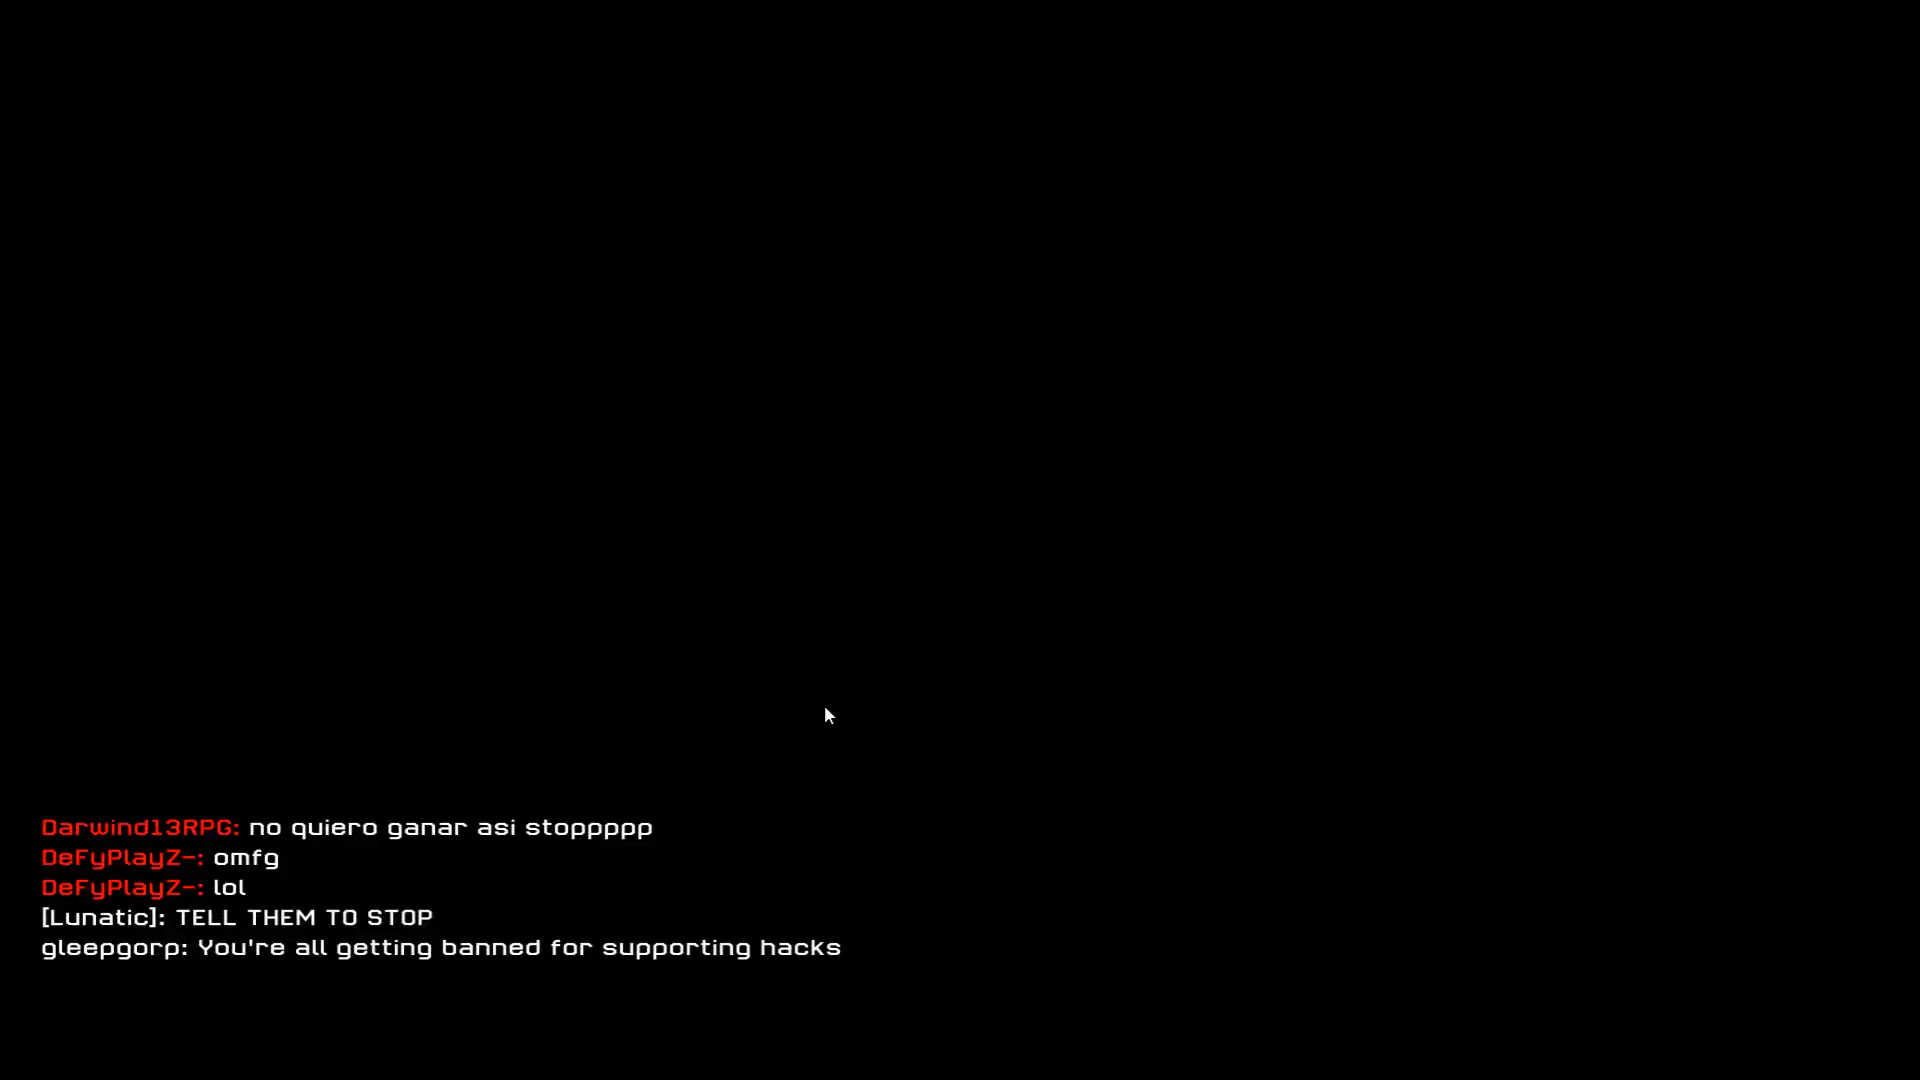 Darwind13RPG: no quiero ganar asi stoppppp
DeFyPlayZ-: omfg
DeFyPlayZ-: lol
[Lunatic]: TELL THEM TO STOP
gleepgorp: You're all getting banned for supporting hacks